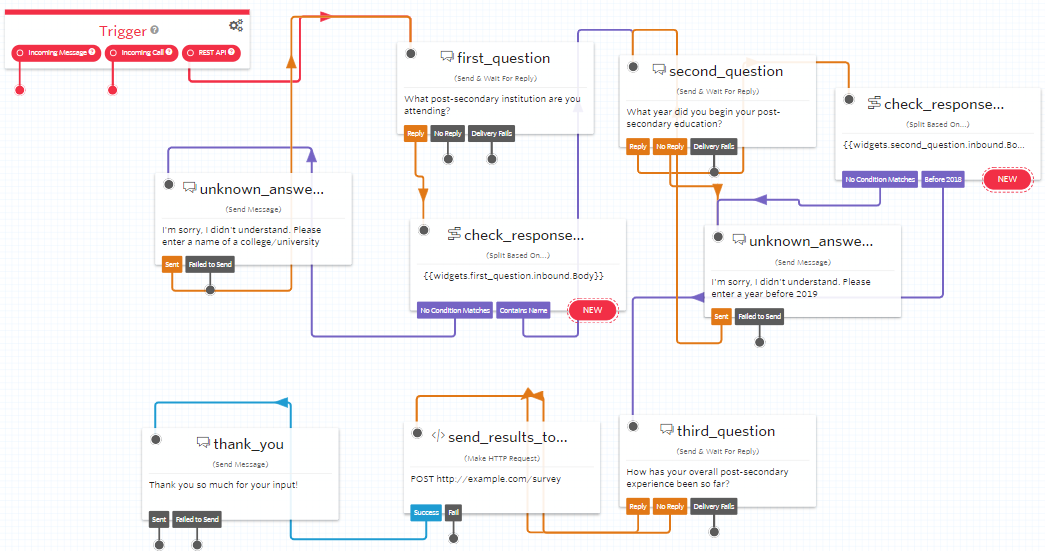 Trigger ?
Incoming Message ?
Incoming Call ?
REST API ?
first_question
(Send & Wait For Reply)
What post-secondary institution are you
attending?
Reply
No Reply
Delivery Fails
second_question
(Send & Wait For Reply)
What year did you begin your post-
secondary education?
Reply
No Reply
Delivery Fails
check_response...
(Split Based On...)
{{widgets.second_question.inbound.Bo...
No Condition Matches
Before 2018
NEW
unknown_answe...
(Send Message)
I'm sorry, I didn't understand. Please
enter a name of a college/university
Sent
Failed to Send
check_response...
(Split Based On...)
{{widgets.first_question.inbound.Body}}
No Condition Matches
Contains Name
NEW
unknown_answe...
(Send Message)
I'm sorry, I didn't understand. Please
enter a year before 2019
Sent
Failed to Send
thank_you
(Send Message)
Thank you so much for your input!
Sent
Failed to Send
</> send_results_to...
(Make HTTP Request)
POST http://example.com/survey
Success
Fail
third_question
(Send & Wait For Reply)
How has your overall post-secondary
experience been so far?
Reply
No Reply
Delivery Fails